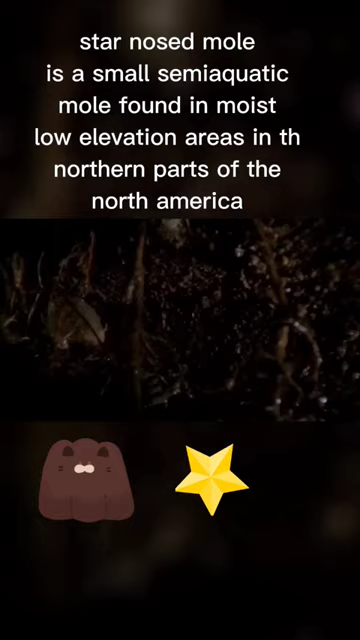 star nosed mole
is a small semiaquatic
mole found in moist
low elevation areas in th
northern parts of the
north america